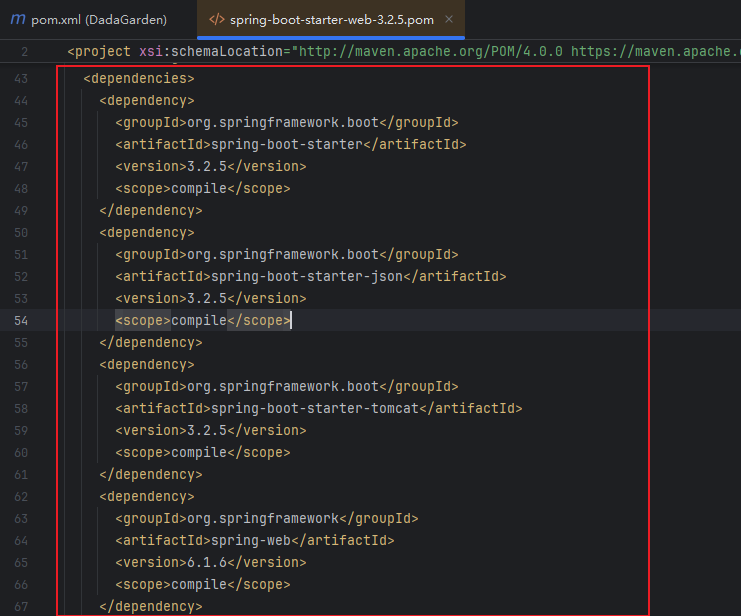 m pom.xml (DadaGarden)
</> spring-boot-starter-web-3.2.5.pom ×
2 <project xsi:schemaLocation="http://maven.apache.org/POM/4.0.0 https://maven.apache.o
43 <dependencies>
44 <dependency>
45 <groupId>org.springframework.boot</groupId>
46 <artifactId>spring-boot-starter</artifactId>
47 <version>3.2.5</version>
48 <scope>compile</scope>
49 </dependency>
50 <dependency>
51 <groupId>org.springframework.boot</groupId>
52 <artifactId>spring-boot-starter-json</artifactId>
53 <version>3.2.5</version>
54 <scope>compile</scope>
55 </dependency>
56 <dependency>
57 <groupId>org.springframework.boot</groupId>
58 <artifactId>spring-boot-starter-tomcat</artifactId>
59 <version>3.2.5</version>
60 <scope>compile</scope>
61 </dependency>
62 <dependency>
63 <groupId>org.springframework</groupId>
64 <artifactId>spring-web</artifactId>
65 <version>6.1.6</version>
66 <scope>compile</scope>
67 </dependency>